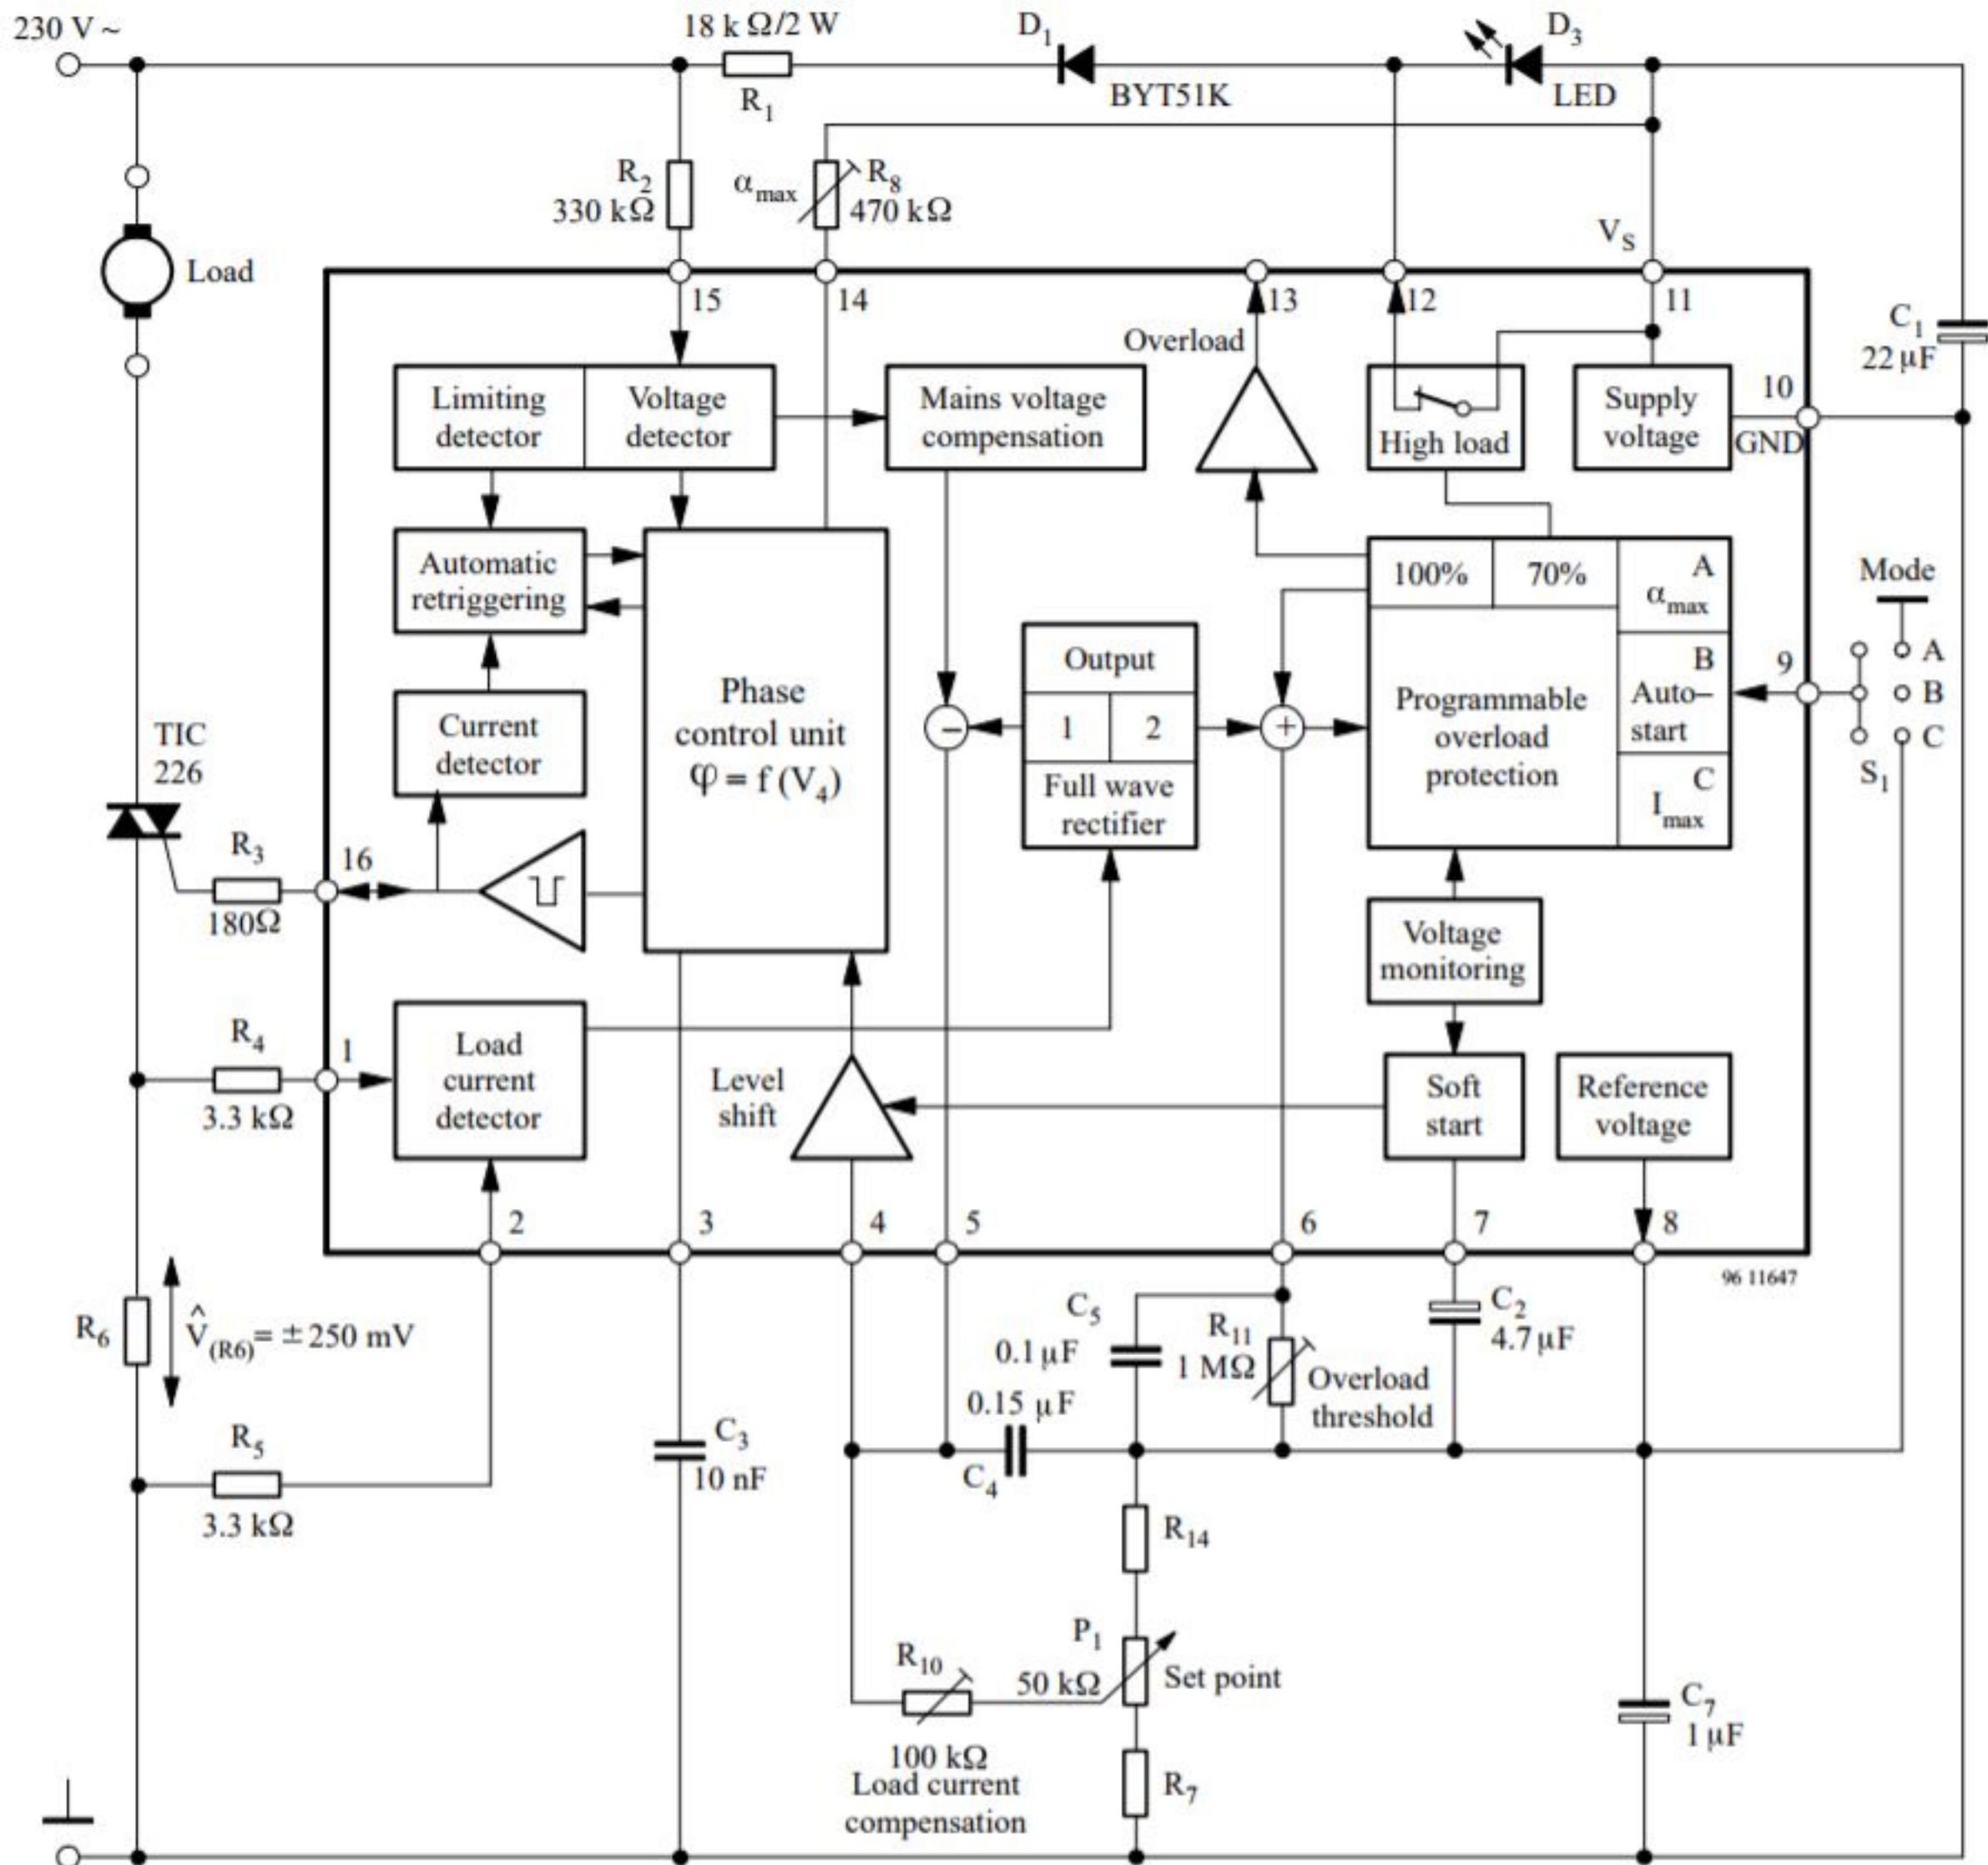 230 V ~
18 k Ω/2 W
R1
D1
BYT51K
D3
LED
R2
330 kΩ
αmax
R8
470 kΩ
VS
Load
15
14
13
12
11
C1
22 μF
Overload
Limiting
detector
Voltage
detector
Mains voltage
compensation
High load
Supply
voltage
10
GND
Automatic
retriggering
100%
70%
A
αmax
Mode
Output
1
2
Full wave
rectifier
Phase
control unit
φ = f (V4)
Programmable
overload
protection
B
Auto–
start
C
Imax
9
A
B
C
S1
Current
detector
–
+
TIC
226
R3
180Ω
16
Voltage
monitoring
R4
3.3 kΩ
1
Load
current
detector
Level
shift
Soft
start
Reference
voltage
2
3
4
5
6
7
8
96 11647
R6
V̂(R6)= ± 250 mV
C5
0.1 μF
R11
1 MΩ
Overload
threshold
C2
4.7 μF
0.15 μF
C4
R5
3.3 kΩ
C3
10 nF
R14
P1
50 kΩ
Set point
R10
100 kΩ
Load current
compensation
R7
C7
1 μF